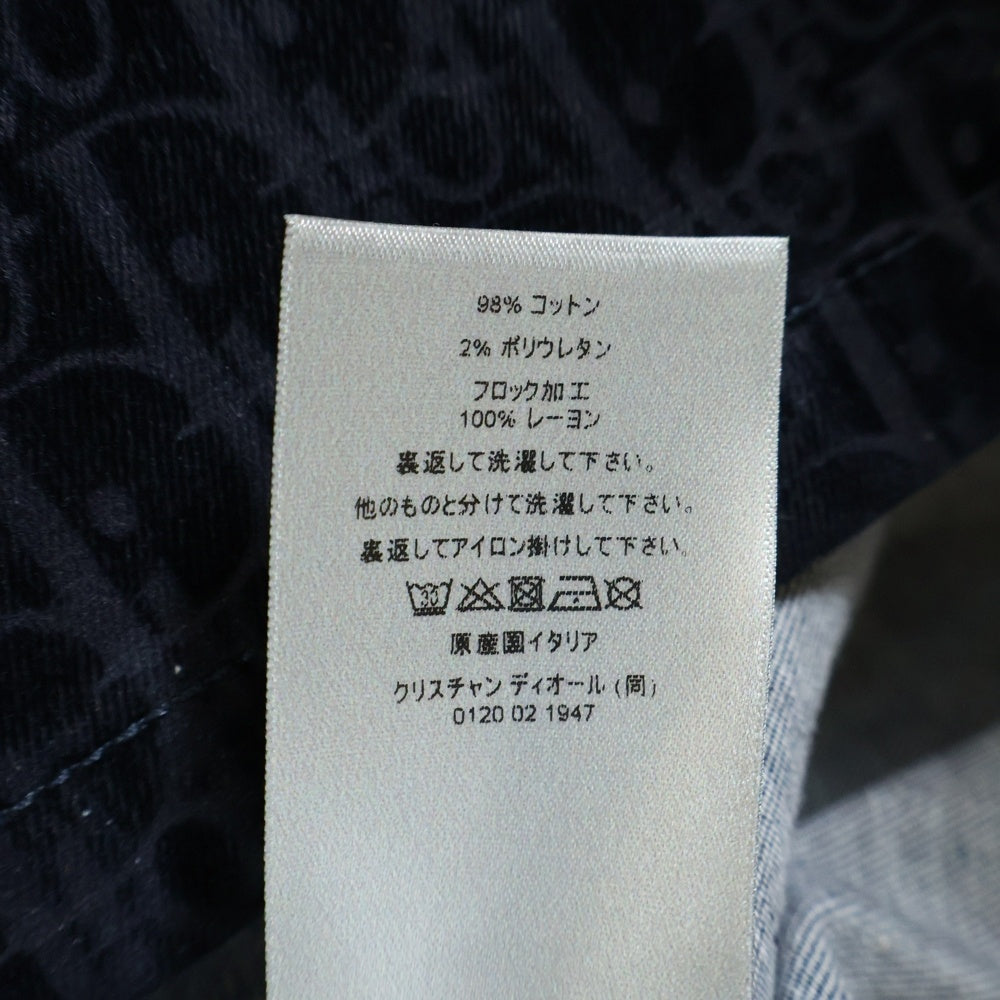 98% コットン
2% ポリウレタン
フロック加工
100% レーヨン
裏返して洗濯して下さい。
他のものと分けて洗濯して下さい。
裏返してアイロン掛けして下さい。
30
原産国イタリア
クリスチャン ディオール (同)
0120 02 1947